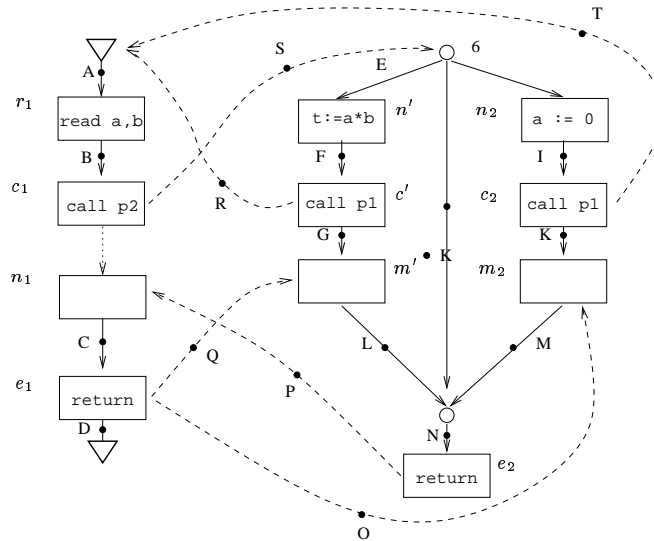 T
S
6
E
A
r₁
read a,b
t:=a*b
n′
n₂
a := 0
B
F
I
c₁
call p2
R
call p1
c′
c₂
call p1
G
K
K
n₁
m′
m₂
C
Q
L
M
P
e₁
return
D
N
return
e₂
O